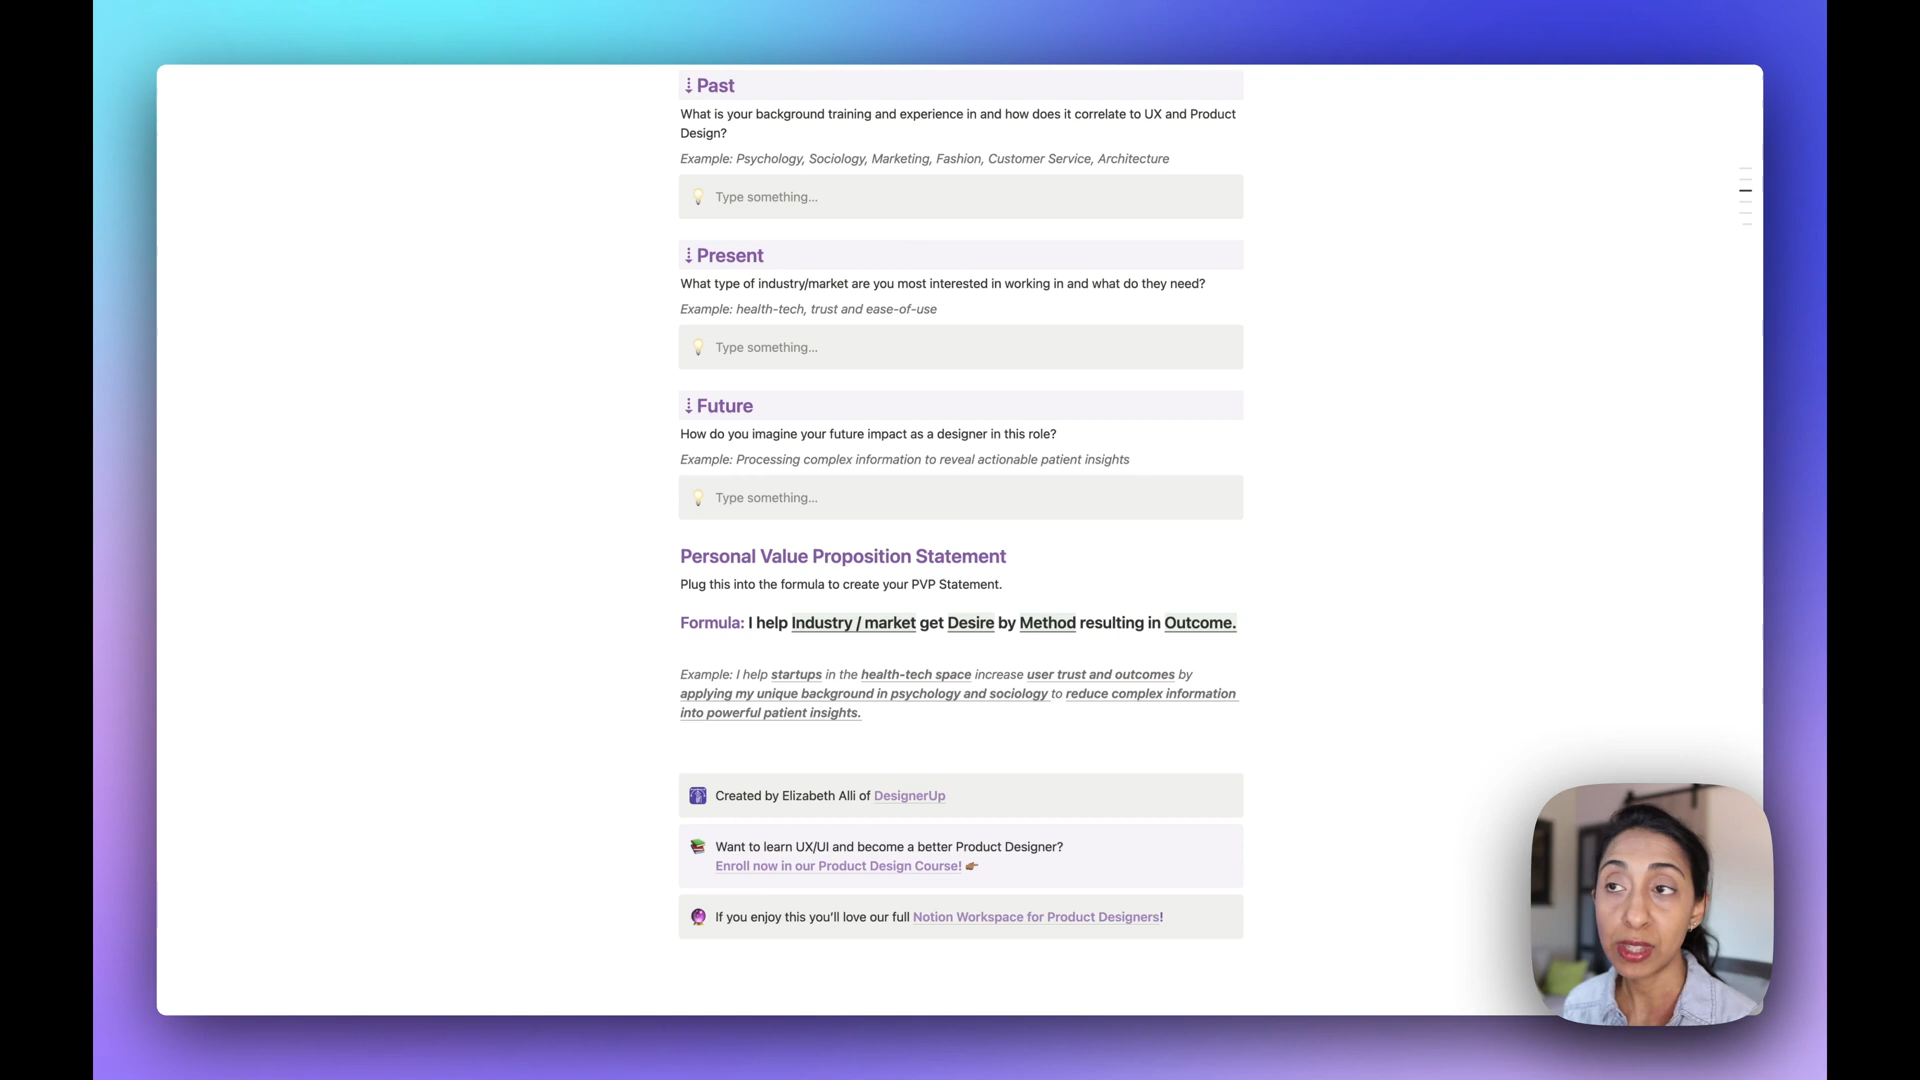 Past
What is your background training and experience in and how does it correlate to UX and Product
Design?
Example: Psychology, Sociology, Marketing, Fashion, Customer Service, Architecture
Type something...
Present
What type of industry/market are you most interested in working in and what do they need?
Example: health-tech, trust and ease-of-use
Type something...
Future
How do you imagine your future impact as a designer in this role?
Example: Processing complex information to reveal actionable patient insights
Type something...
Personal Value Proposition Statement
Plug this into the formula to create your PVP Statement.
Formula: I help Industry / market get Desire by Method resulting in Outcome.
Example: I help startups in the health-tech space increase user trust and outcomes by
applying my unique background in psychology and sociology to reduce complex information
into powerful patient insights.
Created by Elizabeth Alli of DesignerUp
Want to learn UX/UI and become a better Product Designer?
Enroll now in our Product Design Course!
If you enjoy this you’ll love our full Notion Workspace for Product Designers!